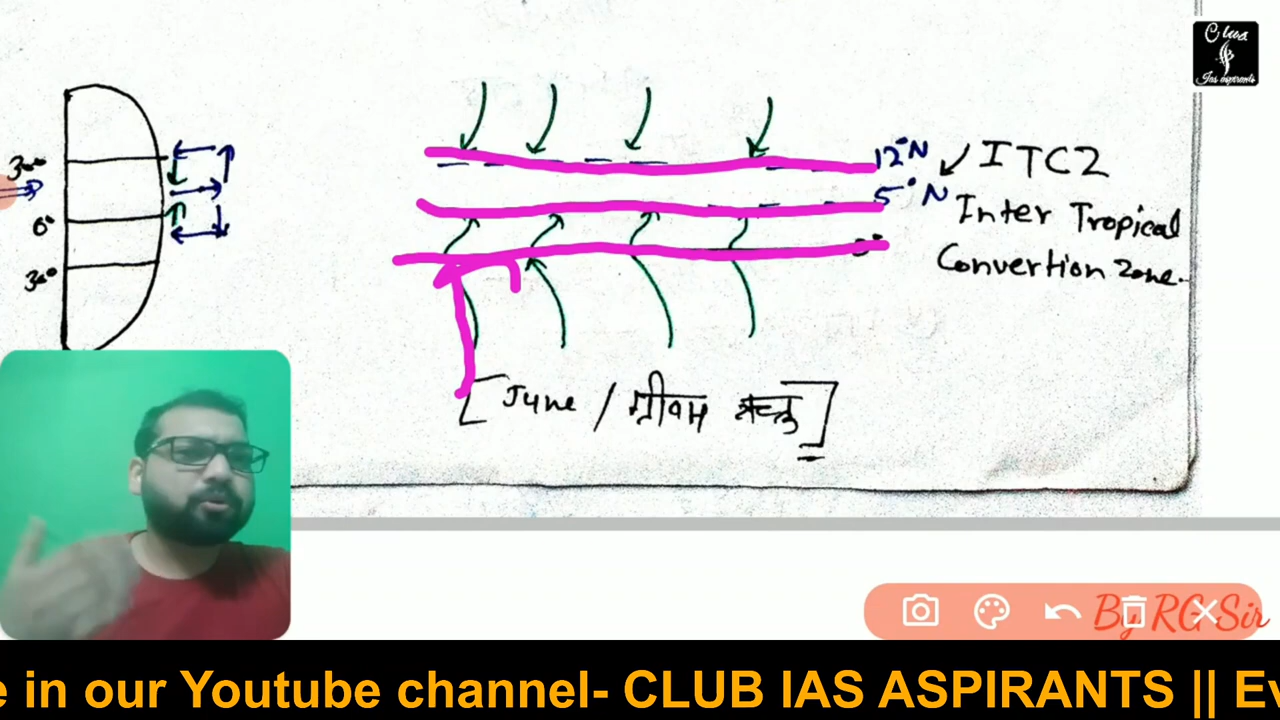 Club
Ias aspirants
30°
0°
30°
12°N
5°N
0°
ITCZ
Inter Tropical
Convertion Zone.
[June / ग्रीष्म ऋतु]
By RG Sir
e in our Youtube channel- CLUB IAS ASPIRANTS || Ev